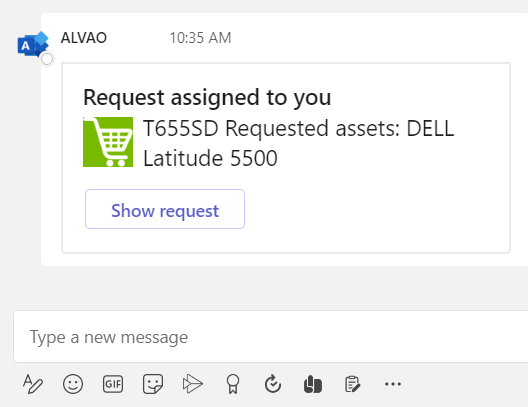 ALVAO 10:35 AM
A
Request assigned to you
T655SD Requested assets: DELL
Latitude 5500
Show request
Type a new message
GIF